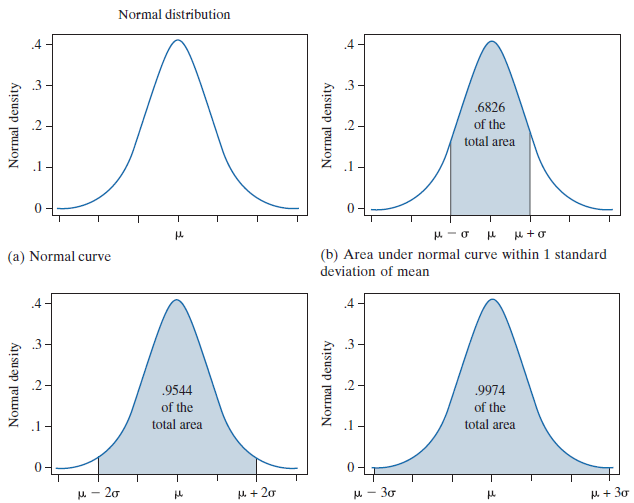 Normal distribution
Normal density
.4
.3
.2
.1
0
μ
(a) Normal curve
Normal density
.4
.3
.2
.1
0
.6826
of the
total area
μ − σ μ μ + σ
(b) Area under normal curve within 1 standard
deviation of mean
Normal density
.4
.3
.2
.1
0
.9544
of the
total area
μ − 2σ μ μ + 2σ
Normal density
.4
.3
.2
.1
0
.9974
of the
total area
μ − 3σ μ μ + 3σ